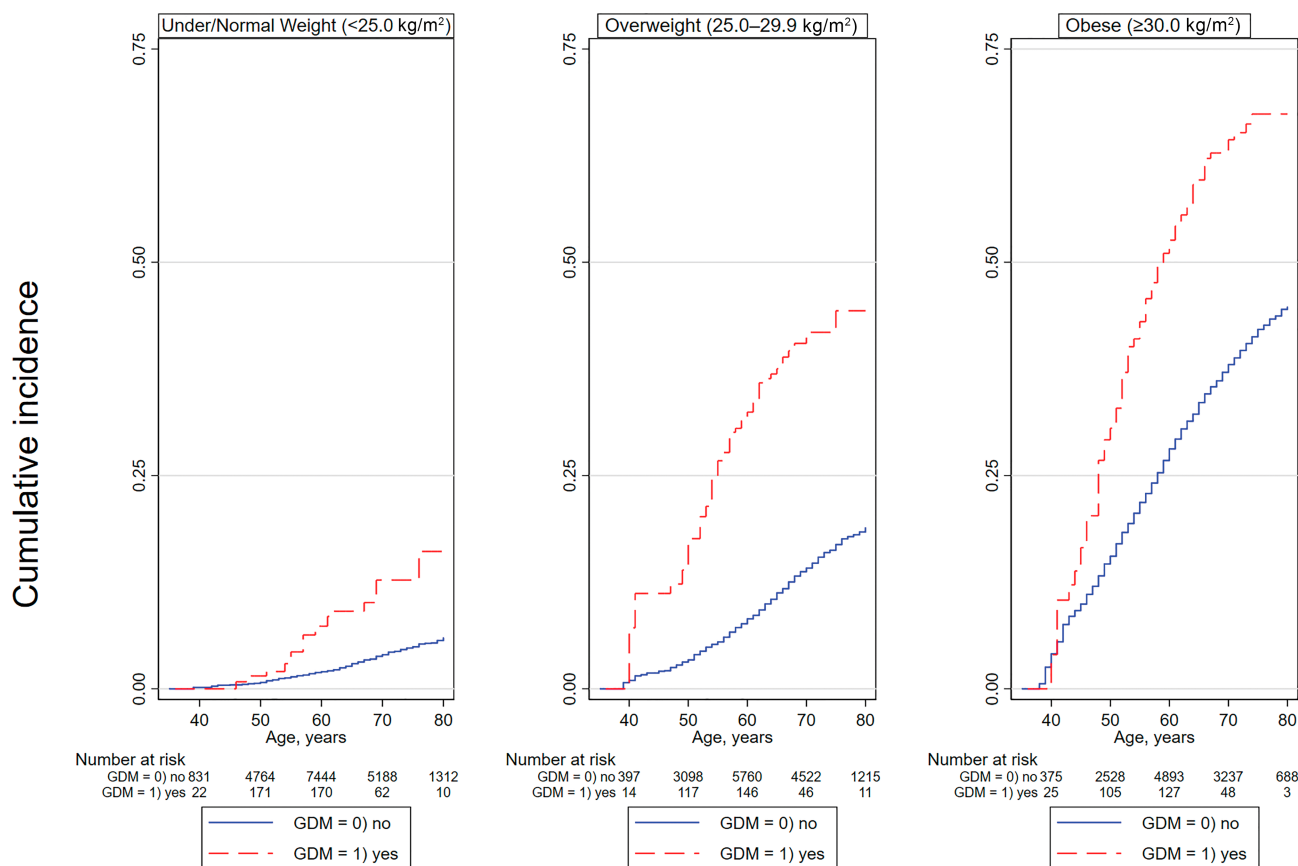 Under/Normal Weight (<25.0 kg/m²)
Overweight (25.0–29.9 kg/m²)
Obese (≥30.0 kg/m²)
Cumulative incidence
0.75
0.50
0.25
0.00
40 50 60 70 80
Age, years
0.75
0.50
0.25
0.00
40 50 60 70 80
Age, years
0.75
0.50
0.25
0.00
40 50 60 70 80
Age, years
Number at risk
GDM = 0) no 831 4764 7444 5188 1312
GDM = 1) yes 22 171 170 62 10
Number at risk
GDM = 0) no 397 3098 5760 4522 1215
GDM = 1) yes 14 117 146 46 11
Number at risk
GDM = 0) no 375 2528 4893 3237 688
GDM = 1) yes 25 105 127 48 3
GDM = 0) no
GDM = 1) yes
GDM = 0) no
GDM = 1) yes
GDM = 0) no
GDM = 1) yes